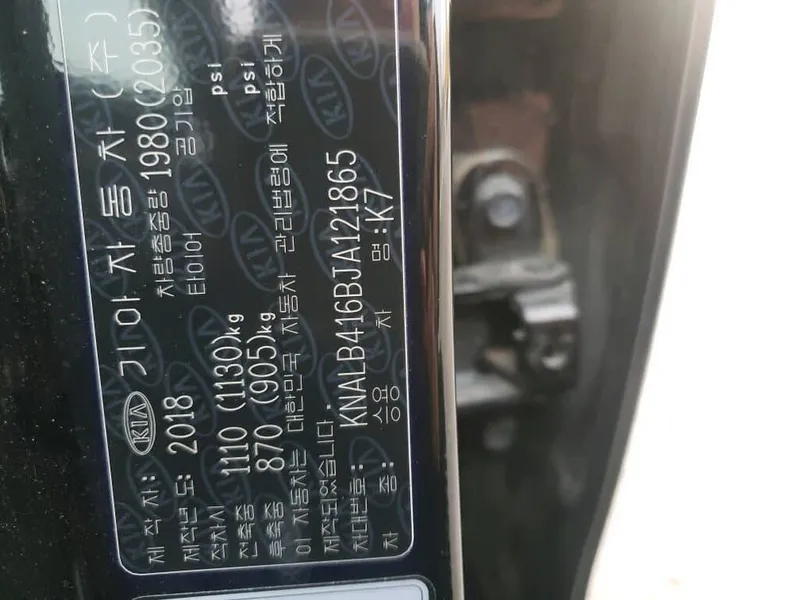 제 작 자 : KIA 기아자동차(주)
제작년도: 2018 차량총중량 1980(2035)
적차시 타이어 공기압
전축중 1110 (1130)kg psi
후축중 870 (905)kg psi
이 자동차는 대한민국 자동차 관리법령에 적합하게
제작되었습니다.
차대번호: KNALB416BJA121865
차 종: 승용 차 명:K7